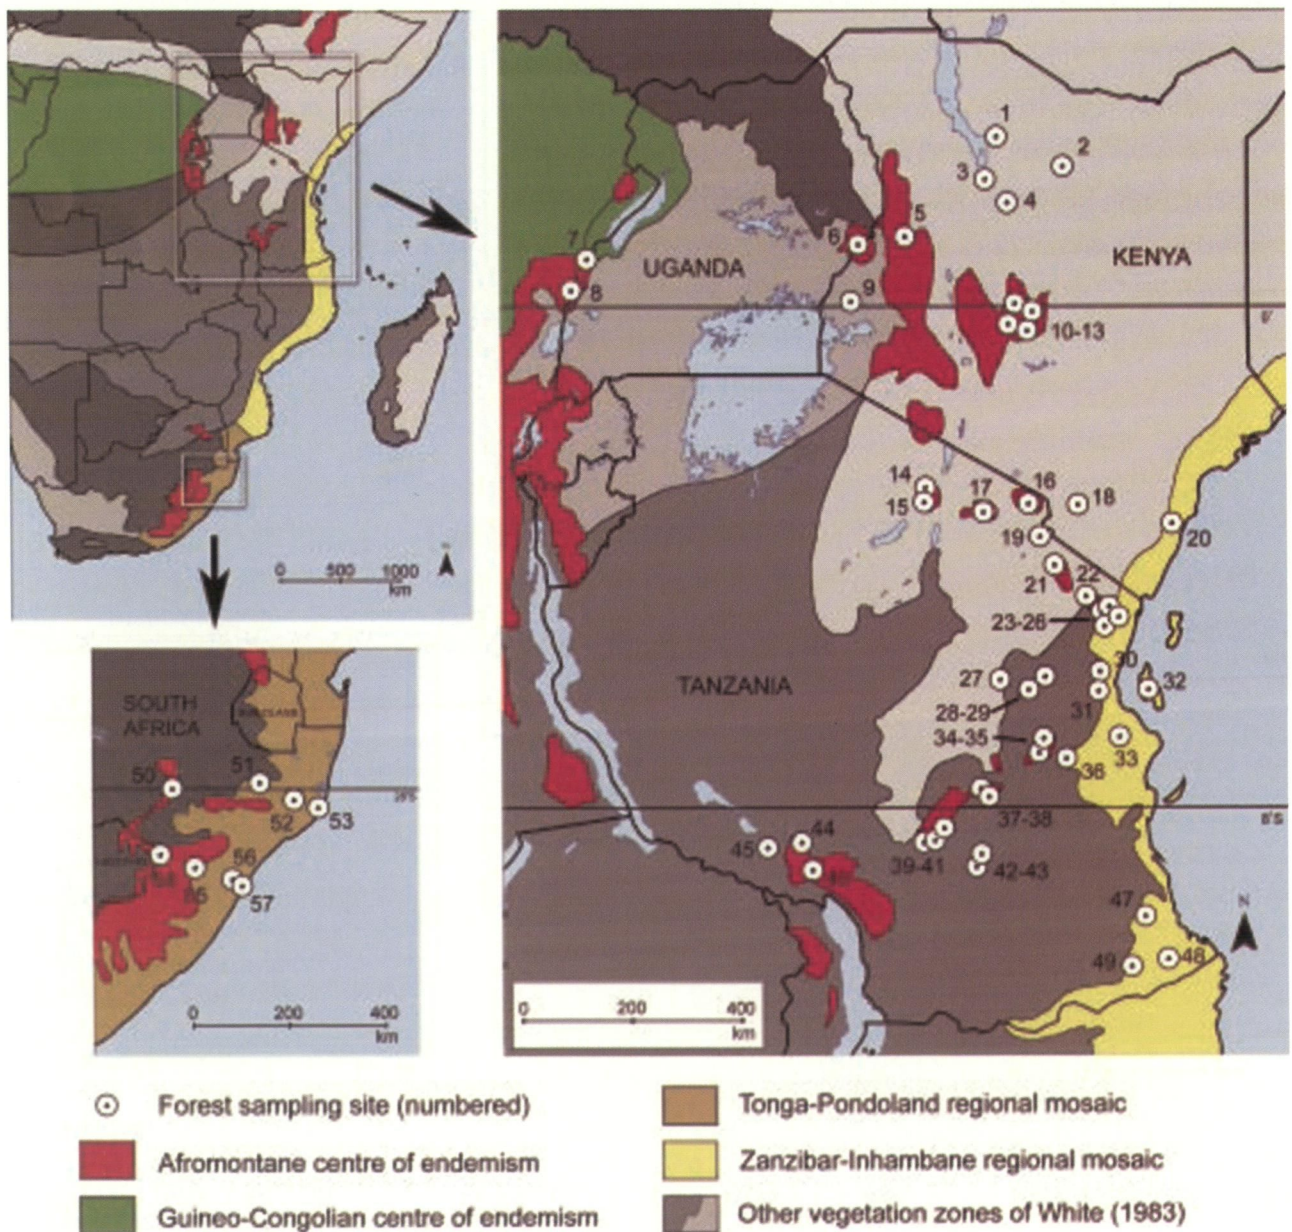 0 500 1000
km
1
2
3
4
5
6
7
8
9
UGANDA
KENYA
10-13
0°
14
15
16
17
18
19
20
21
22
23-26
27
28-29
30
31
32
TANZANIA
33
34-35
36
37-38
8°S
39-41
42-43
44
45
47
48
49
N
0 200 400
km
SOUTH
AFRICA
50
51
52
53
56
57
0 200 400
km
Forest sampling site (numbered)
Afromontane centre of endemism
Guineo-Congolian centre of endemism
Tonga-Pondoland regional mosaic
Zanzibar-Inhambane regional mosaic
Other vegetation zones of White (1983)